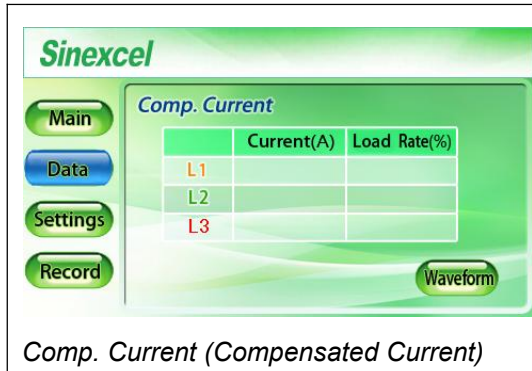 Sinexcel
Main
Data
Settings
Record
Comp. Current
Current(A) Load Rate(%)
L1
L2
L3
Waveform
Comp. Current (Compensated Current)